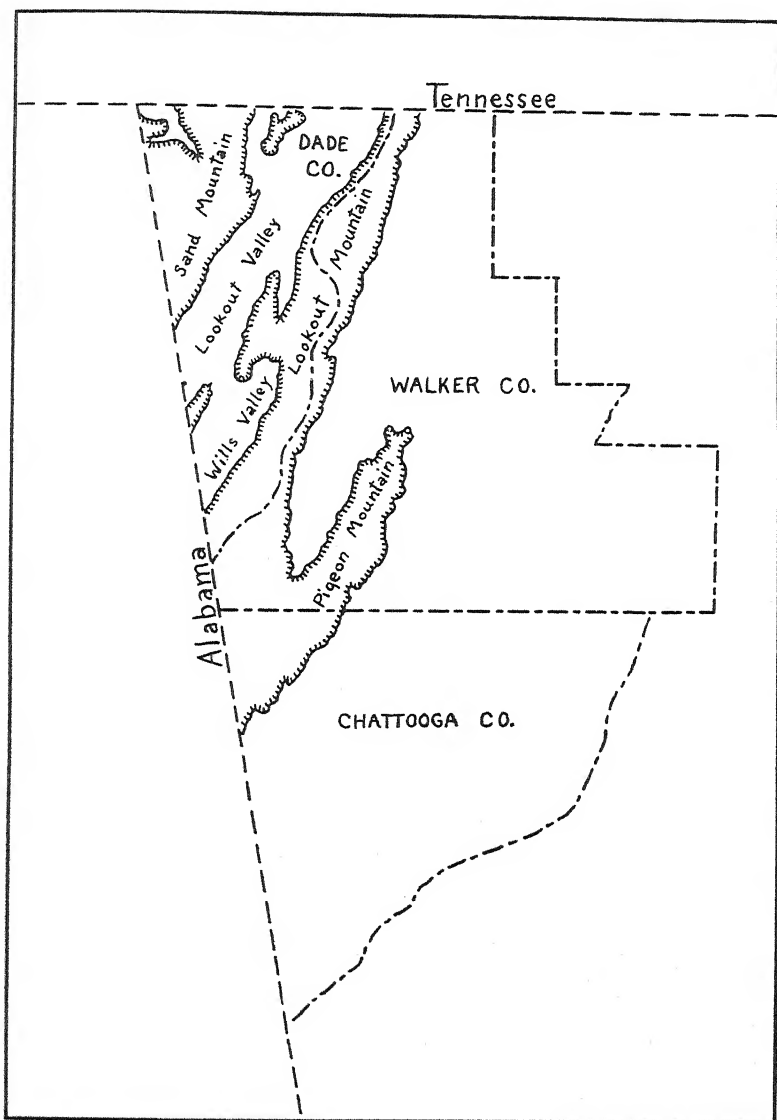 Tennessee
DADE
CO.
Sand Mountain
Lookout Valley
Lookout Mountain
Wills Valley
WALKER CO.
Pigeon Mountain
Alabama
CHATTOOGA CO.